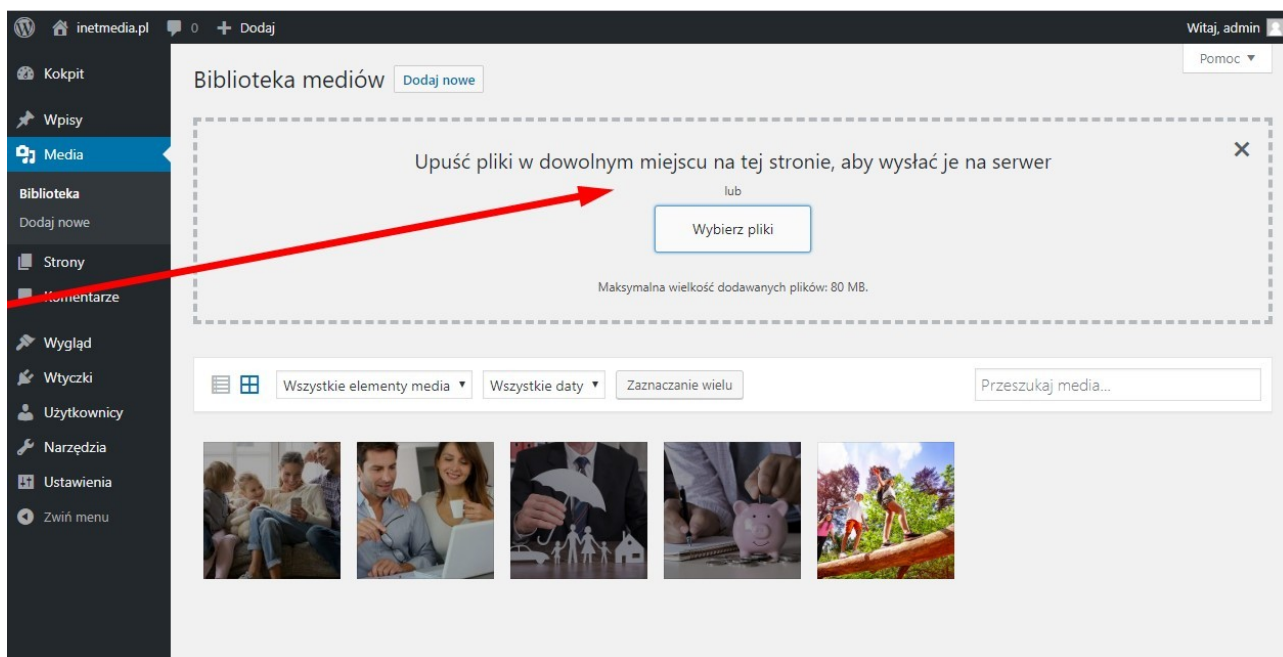 inetmedia.pl 0 + Dodaj Witaj, admin
Pomoc ▼
Kokpit
Wpisy
Media
Biblioteka
Dodaj nowe
Strony
Komentarze
Wygląd
Wtyczki
Użytkownicy
Narzędzia
Ustawienia
Zwiń menu
Biblioteka mediów Dodaj nowe
Upuść pliki w dowolnym miejscu na tej stronie, aby wysłać je na serwer
lub
Wybierz pliki
Maksymalna wielkość dodawanych plików: 80 MB.
Wszystkie elementy media ▼ Wszystkie daty ▼ Zaznaczanie wielu Przeszukaj media...